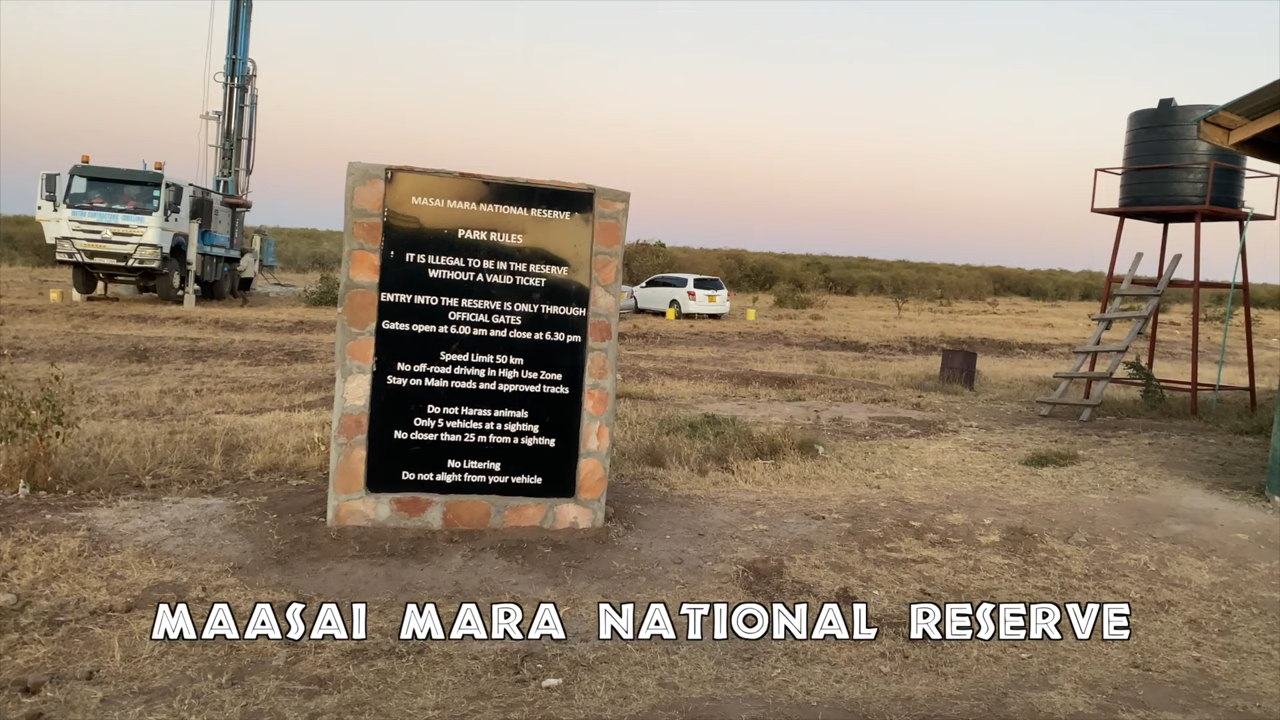 MASAI MARA NATIONAL RESERVE
PARK RULES
IT IS ILLEGAL TO BE IN THE RESERVE
WITHOUT A VALID TICKET
ENTRY INTO THE RESERVE IS ONLY THROUGH
OFFICIAL GATES
Gates open at 6.00 am and close at 6.30 pm
Speed Limit 50 km
No off-road driving in High Use Zone
Stay on Main roads and approved tracks
Do not Harass animals
Only 5 vehicles at a sighting
No closer than 25 m from a sighting
No Littering
Do not alight from your vehicle
MAASAI MARA NATIONAL RESERVE